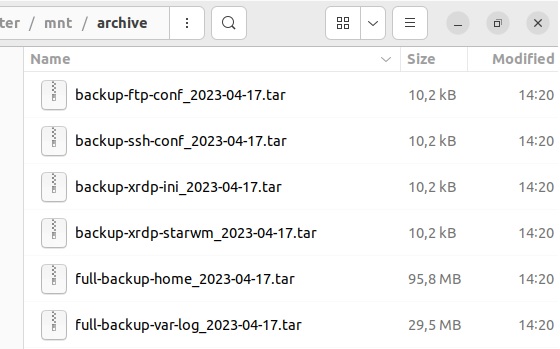 ter / mnt / archive
Name Size Modified
backup-ftp-conf_2023-04-17.tar 10,2 kB 14:20
backup-ssh-conf_2023-04-17.tar 10,2 kB 14:20
backup-xrdp-ini_2023-04-17.tar 10,2 kB 14:20
backup-xrdp-starwm_2023-04-17.tar 10,2 kB 14:20
full-backup-home_2023-04-17.tar 95,8 MB 14:20
full-backup-var-log_2023-04-17.tar 29,5 MB 14:20